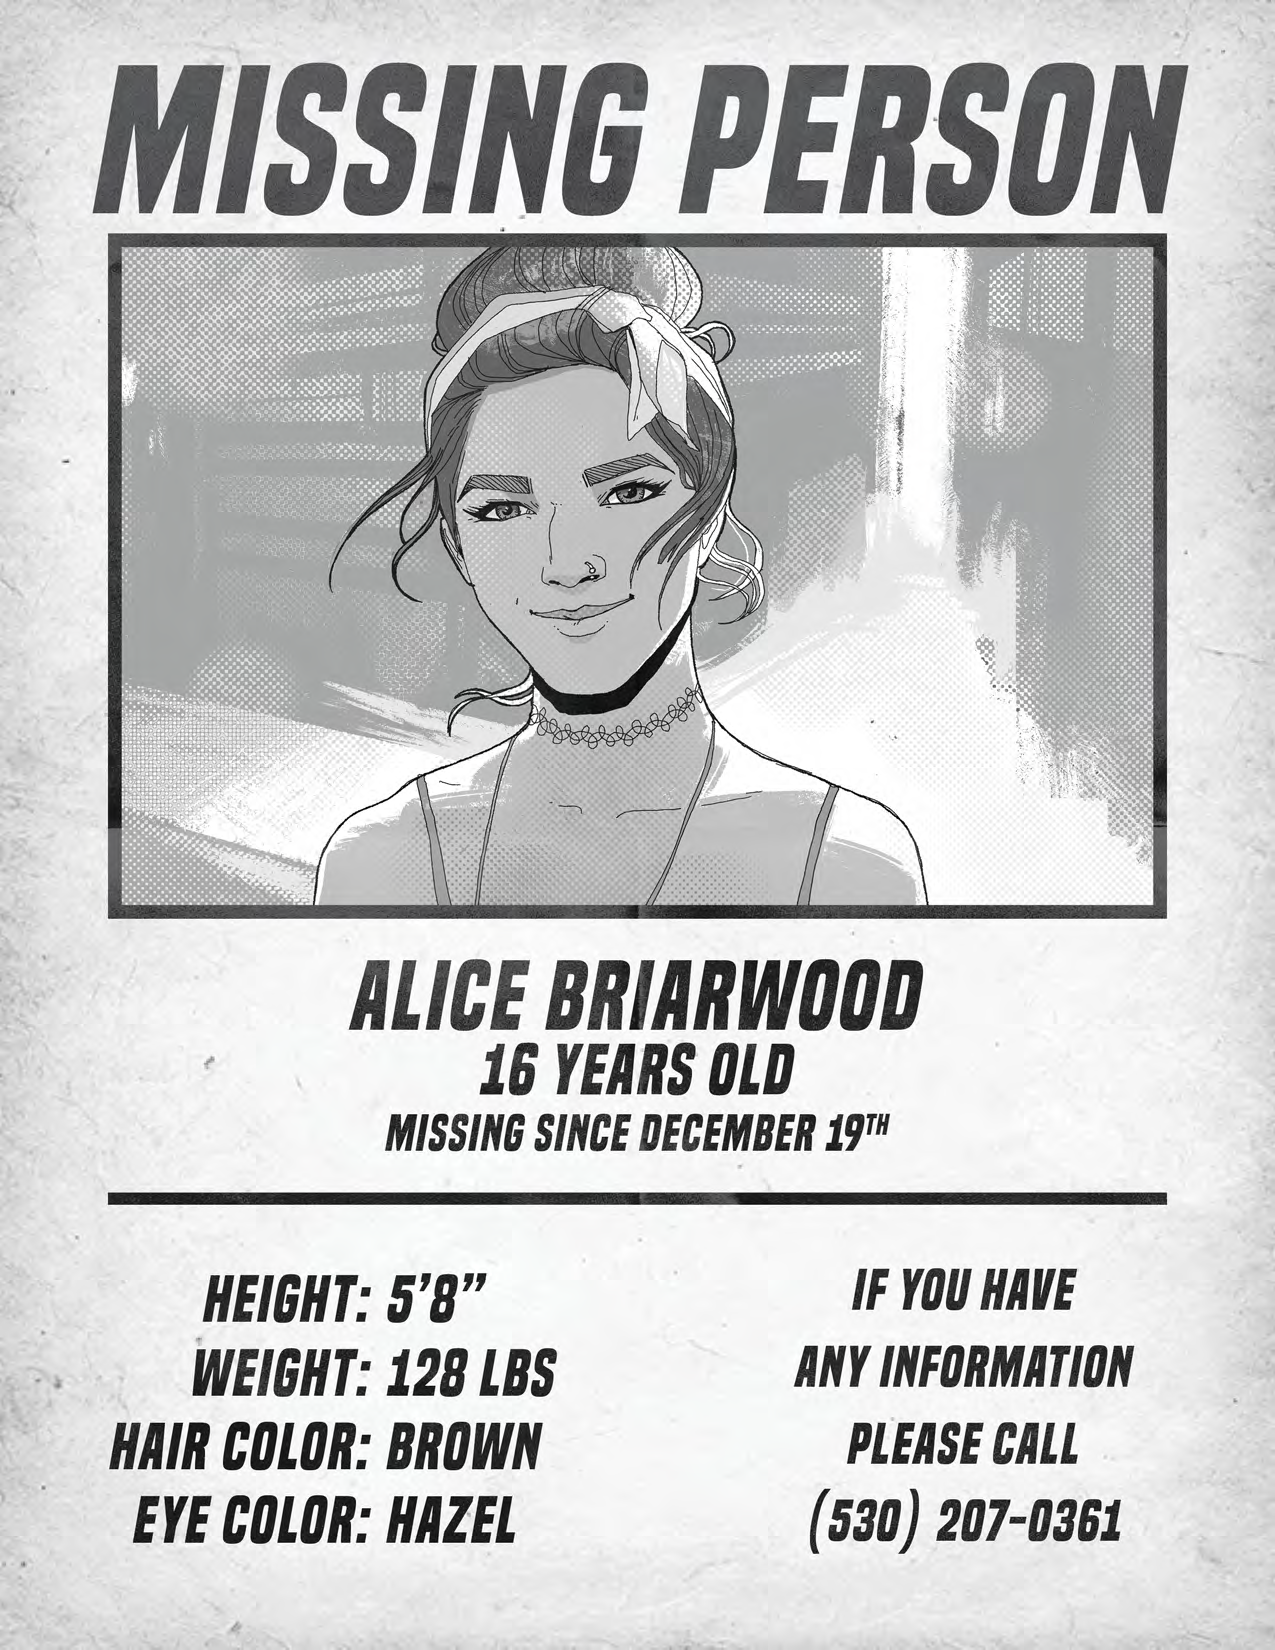 MISSING PERSON
ALICE BRIARWOOD
16 YEARS OLD
MISSING SINCE DECEMBER 19TH
HEIGHT: 5'8”
WEIGHT: 128 LBS
HAIR COLOR: BROWN
EYE COLOR: HAZEL
IF YOU HAVE
ANY INFORMATION
PLEASE CALL
(530) 207-0361